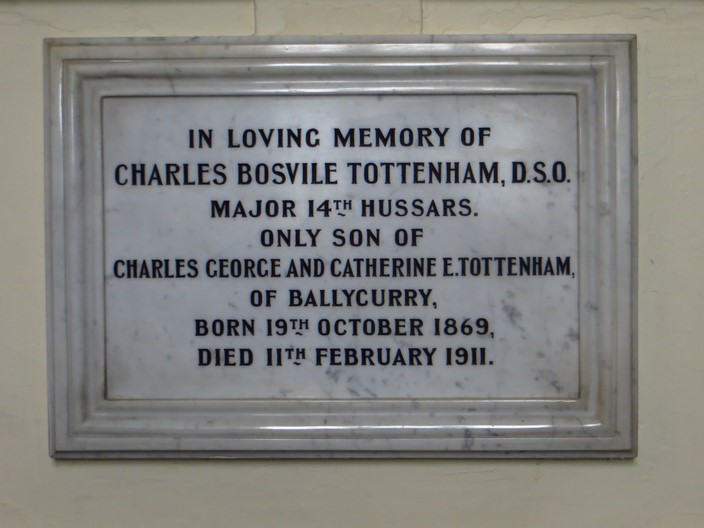 IN LOVING MEMORY OF
CHARLES BOSVILE TOTTENHAM, D.S.O.
MAJOR 14TH HUSSARS.
ONLY SON OF
CHARLES GEORGE AND CATHERINE E.TOTTENHAM,
OF BALLYCURRY,
BORN 19TH OCTOBER 1869,
DIED 11TH FEBRUARY 1911.